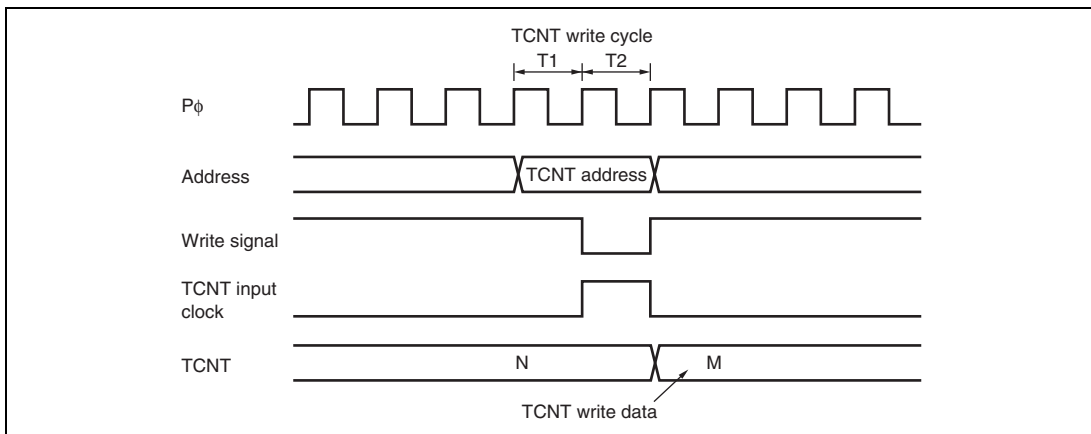 TCNT write cycle
T1 T2
Pϕ
Address
TCNT address
Write signal
TCNT input
clock
TCNT
N
M
TCNT write data